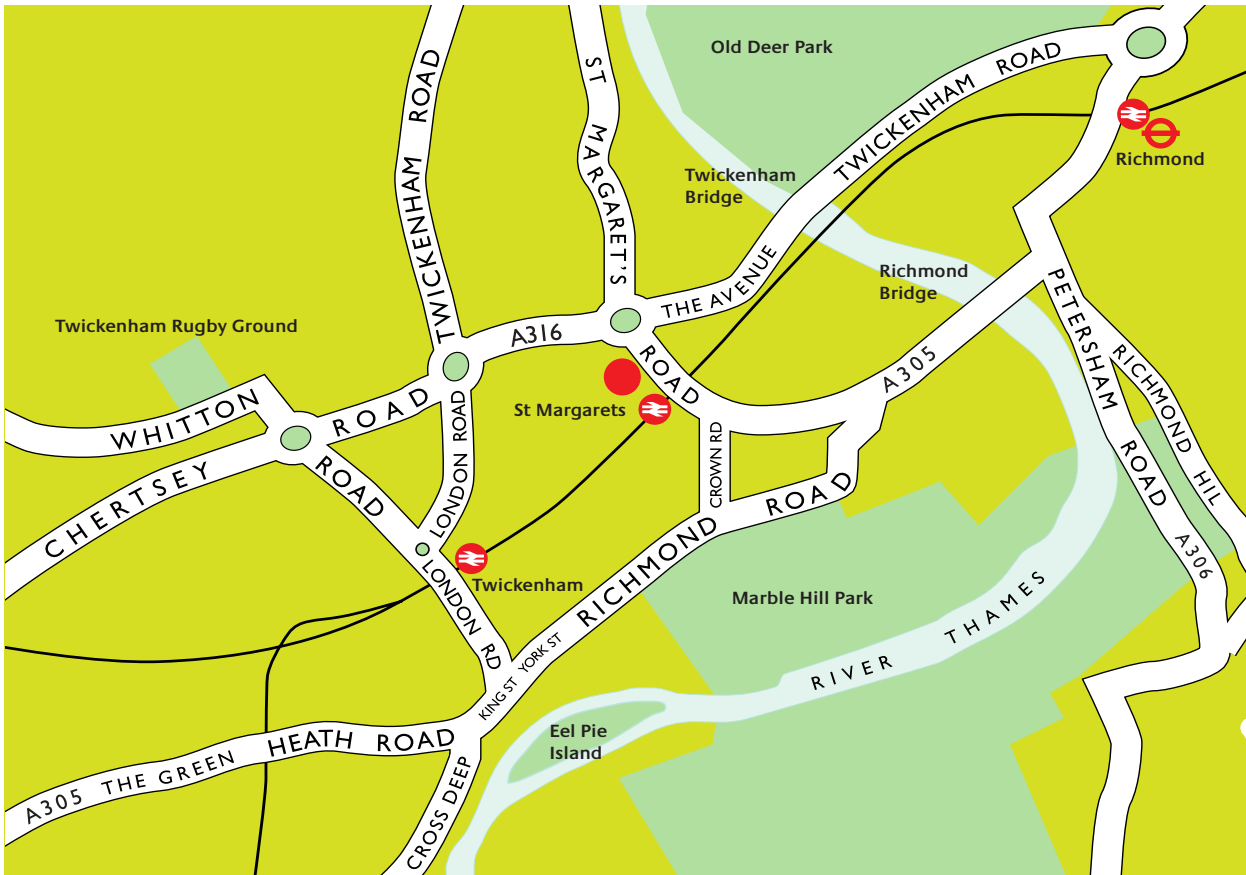 Old Deer Park
TWICKENHAM ROAD
ST MARGARET'S
ROAD
TWICKENHAM ROAD
Richmond
Twickenham
Bridge
Richmond
Bridge
THE AVENUE
A316
Twickenham Rugby Ground
WHITTON
ROAD
CHERTSEY
ROAD
LONDON ROAD
St Margarets
CROWN RD
A305
PETERSHAM
ROAD
A306
RICHMOND HIL
Twickenham
LONDON RD
RICHMOND ROAD
YORK ST
KING ST
Marble Hill Park
RIVER THAMES
Eel Pie
Island
HEATH ROAD
A305 THE GREEN
CROSS DEEP